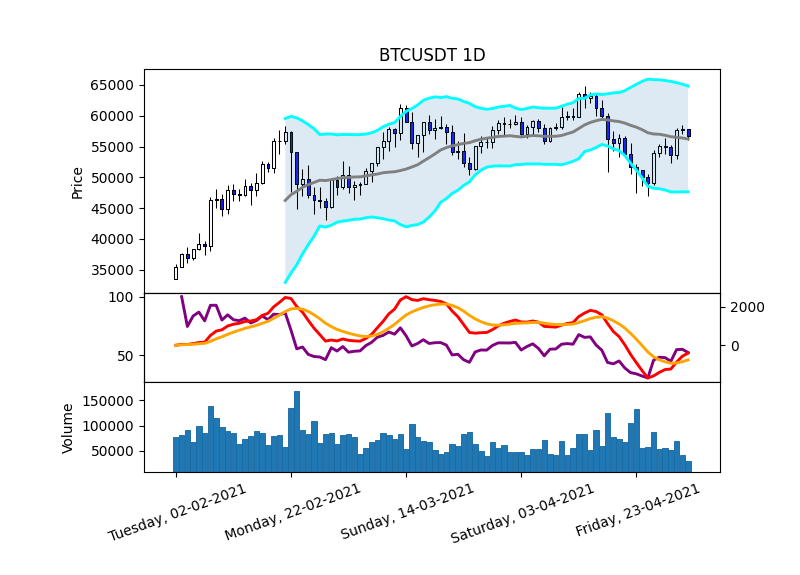 BTCUSDT 1D
65000
60000
55000
50000
45000
40000
35000
Price
100
50
2000
0
150000
100000
50000
Volume
Tuesday, 02-02-2021
Monday, 22-02-2021
Sunday, 14-03-2021
Saturday, 03-04-2021
Friday, 23-04-2021